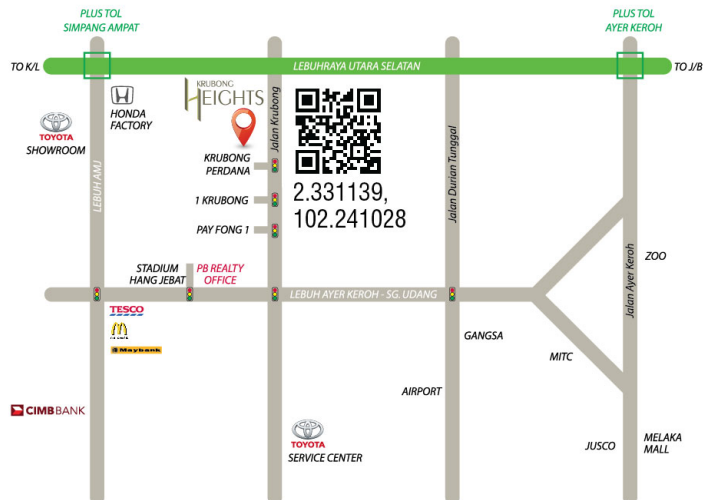 PLUS TOL
SIMPANG AMPAT
PLUS TOL
AYER KEROH
TO K/L
LEBUHRAYA UTARA SELATAN
TO J/B
KRUBONG
HEIGHTS
HONDA
FACTORY
TOYOTA
SHOWROOM
LEBUH AMJ
Jalan Krubong
Jalan Durian Tunggal
Jalan Ayer Keroh
KRUBONG
PERDANA
1 KRUBONG
PAY FONG 1
2.331139,
102.241028
STADIUM
HANG JEBAT
PB REALTY
OFFICE
LEBUH AYER KEROH - SG. UDANG
ZOO
TESCO
Maybank
GANGSA
MITC
AIRPORT
CIMB BANK
TOYOTA
SERVICE CENTER
JUSCO
MELAKA
MALL